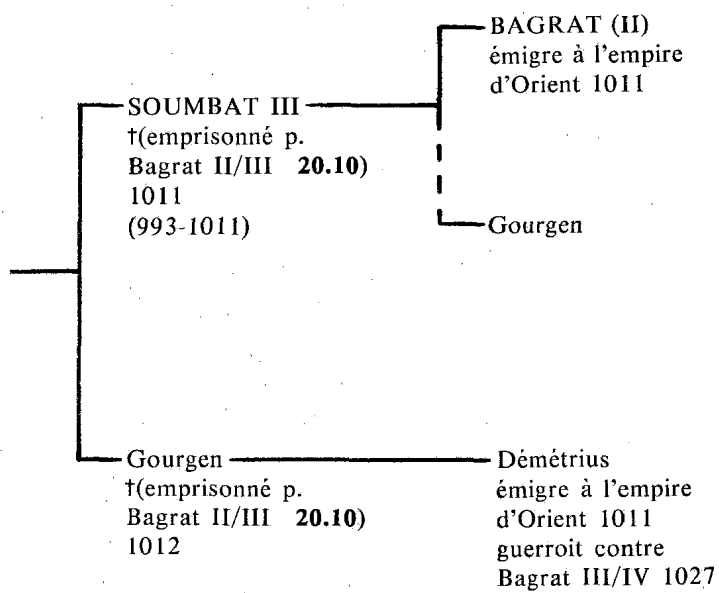 BAGRAT (II)
émigre à l'empire
d'Orient 1011
SOUMBAT III
†(emprisonné p.
Bagrat II/III 20.10)
1011
(993-1011)
Gourgen
Gourgen
†(emprisonné p.
Bagrat II/III 20.10)
1012
Démétrius
émigre à l'empire
d'Orient 1011
guerroit contre
Bagrat III/IV 1027